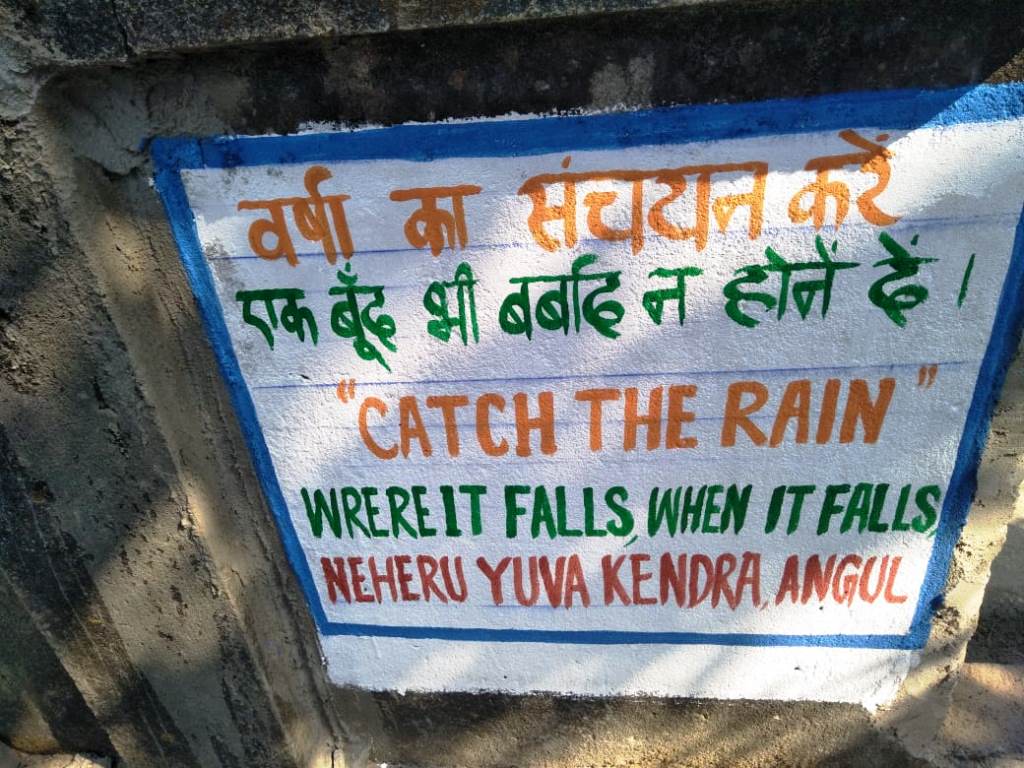 वर्षा का संचयन करें
एक बूँद भी बर्बाद न होनें दें ।
"CATCH THE RAIN"
WRERE IT FALLS, WHEN IT FALLS,
NEHERU YUVA KENDRA, ANGUL